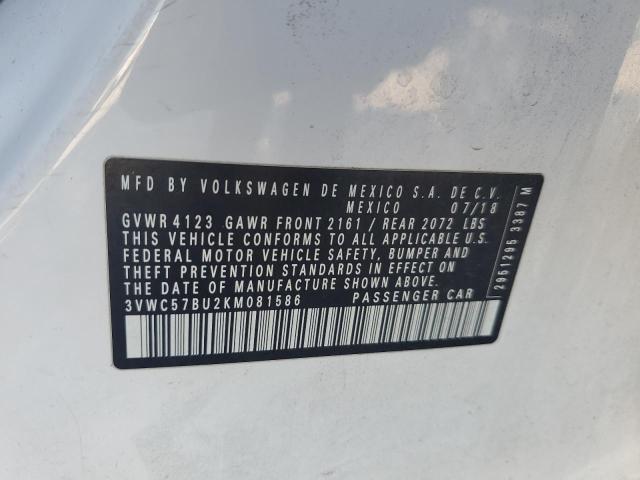 MFD BY VOLKSWAGEN DE MEXICO S.A. DE C.V.
MEXICO 07/18
GVWR 4123 GAWR FRONT 2161 / REAR 2072 LBS
THIS VEHICLE CONFORMS TO ALL APPLICABLE U.S.
FEDERAL MOTOR VEHICLE SAFETY, BUMPER AND
THEFT PREVENTION STANDARDS IN EFFECT ON
THE DATE OF MANUFACTURE SHOWN ABOVE.
3VWC57BU2KM081586 PASSENGER CAR
2951295 3387 M